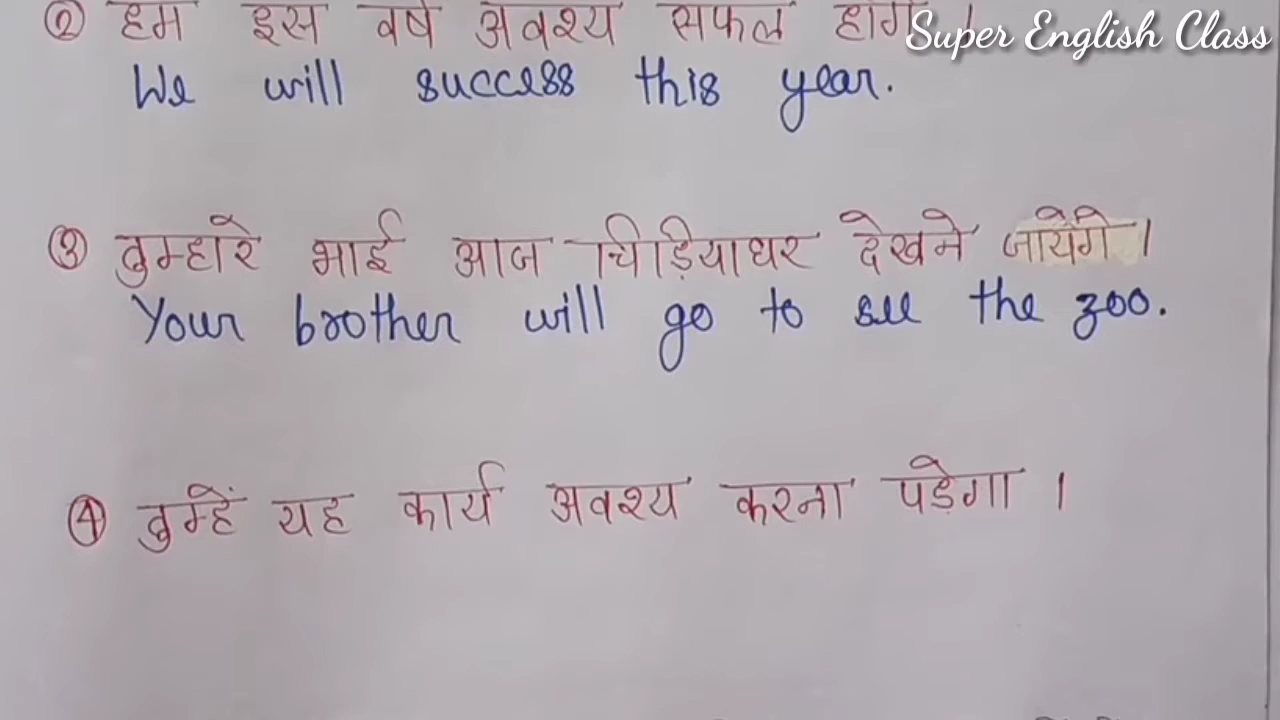 ② हम इस वर्ष अवश्य सफल होंगे ।
Super English Class
We will success this year.
③ तुम्हारे भाई आज चिड़ियाघर देखने जायेंगे ।
Your brother will go to see the zoo.
④ तुम्हें यह कार्य अवश्य करना पड़ेगा ।